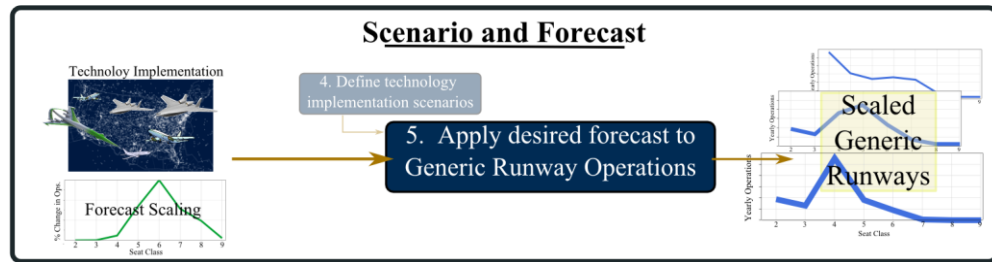 Scenario and Forecast
Technoloy Implementation
4. Define technology
implementation scenarios
5. Apply desired forecast to
Generic Runway Operations
Forecast Scaling
% Change in Ops.
2 3 4 5 6 7 8 9
Seat Class
Scaled
Generic
Runways
Yearly Operations
Yearly Operations
Yearly Operations
2 3 4 5 6 7 8 9
Seat Class